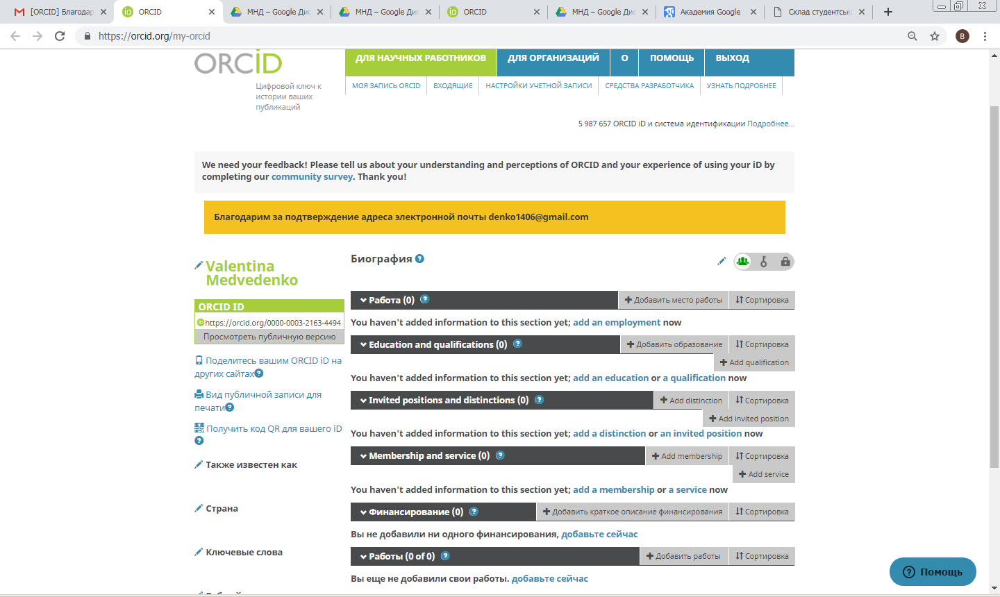 [ORCID] Благодар
ORCID
МНД – Google Дис
МНД – Google Дис
ORCID
МНД – Google Дис
Академия Google
Склад студентсько
https://orcid.org/my-orcid
B
ORCiD
Цифровой ключ к
истории ваших
публикаций
ДЛЯ НАУЧНЫХ РАБОТНИКОВ
ДЛЯ ОРГАНИЗАЦИЙ
О
ПОМОЩЬ
ВЫХОД
МОЯ ЗАПИСЬ ORCID
ВХОДЯЩИЕ
НАСТРОЙКИ УЧЕТНОЙ ЗАПИСИ
СРЕДСТВА РАЗРАБОТЧИКА
УЗНАТЬ ПОДРОБНЕЕ
5 987 657 ORCID iD и система идентификации Подробнее...
We need your feedback! Please tell us about your understanding and perceptions of ORCID and your experience of using your iD by
completing our community survey. Thank you!
Благодарим за подтверждение адреса электронной почты denko1406@gmail.com
Valentina
Medvedenko
ORCID ID
iD https://orcid.org/0000-0003-2163-4494
Просмотреть публичную версию
Поделитесь вашим ORCID iD на
других сайтах
Вид публичной записи для
печати
Получить код QR для вашего iD
Также известен как
Страна
Ключевые слова
Биография
Работа (0)
Добавить место работы
Сортировка
You haven't added information to this section yet; add an employment now
Education and qualifications (0)
Добавить образование
Сортировка
Add qualification
You haven't added information to this section yet; add an education or a qualification now
Invited positions and distinctions (0)
Add distinction
Сортировка
Add invited position
You haven't added information to this section yet; add a distinction or an invited position now
Membership and service (0)
Add membership
Сортировка
Add service
You haven't added information to this section yet; add a membership or a service now
Финансирование (0)
Добавить краткое описание финансирования
Сортировка
Вы не добавили ни одного финансирования, добавьте сейчас
Работы (0 of 0)
Добавить работы
Сортировка
Вы еще не добавили свои работы. добавьте сейчас
Помощь